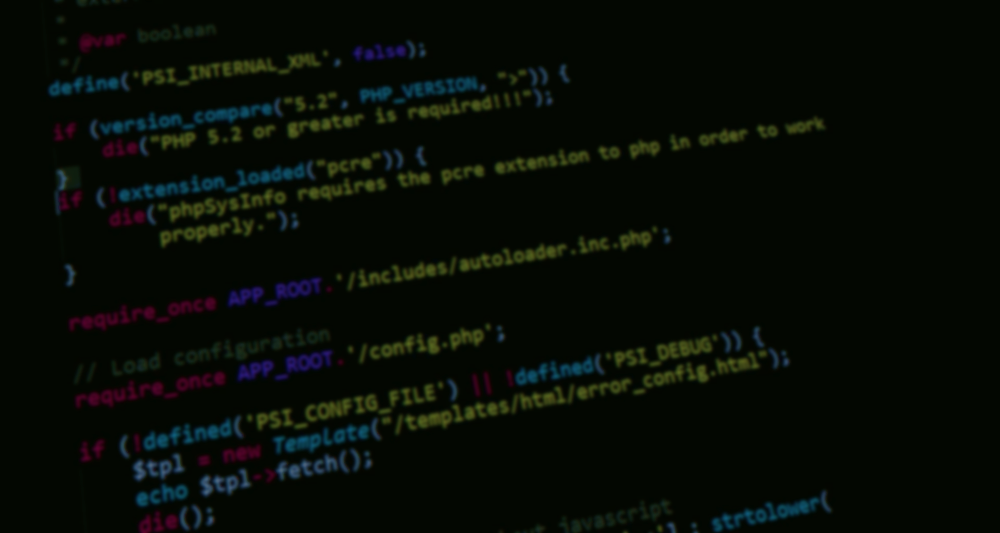 *
* @var boolean
*/
define('PSI_INTERNAL_XML', false);
if (version_compare("5.2", PHP_VERSION, ">")) {
die("PHP 5.2 or greater is required!!!");
}
if (!extension_loaded("pcre")) {
die("phpSysInfo requires the pcre extension to php in order to work
properly.");
}
require_once APP_ROOT.'/includes/autoloader.inc.php';
// Load configuration
require_once APP_ROOT.'/config.php';
if (!defined('PSI_CONFIG_FILE') || !defined('PSI_DEBUG')) {
$tpl = new Template("/templates/html/error_config.html");
echo $tpl->fetch();
die();
javascript
strtolower(